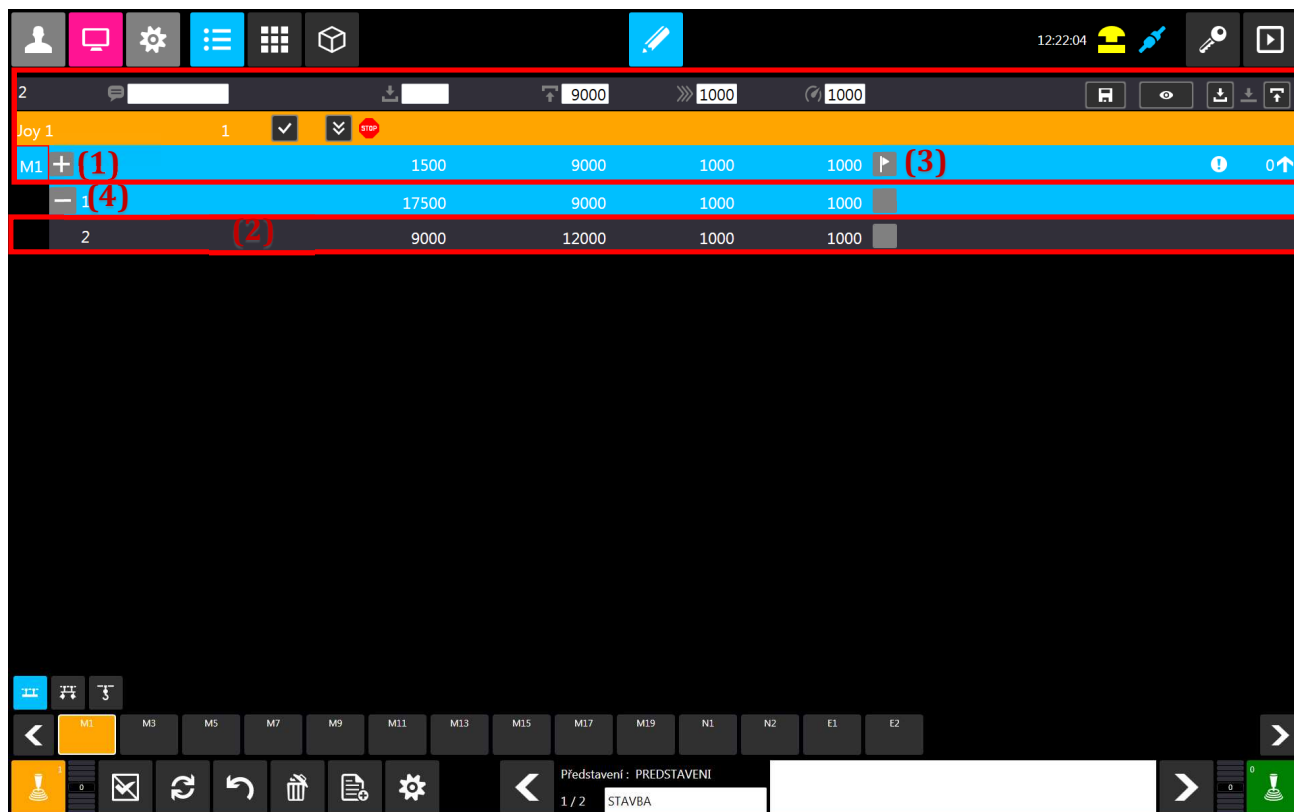 12:22:04
2 9000 1000 1000
Joy 1 1 STOP
M1 (1) 1500 9000 1000 1000 (3) 0
1 (4) 17500 9000 1000 1000
2 (2) 9000 12000 1000 1000
M1 M3 M5 M7 M9 M11 M13 M15 M17 M19 N1 N2 E1 E2
1 0 Představení : PREDSTAVENI 0 0
1 / 2 STAVBA